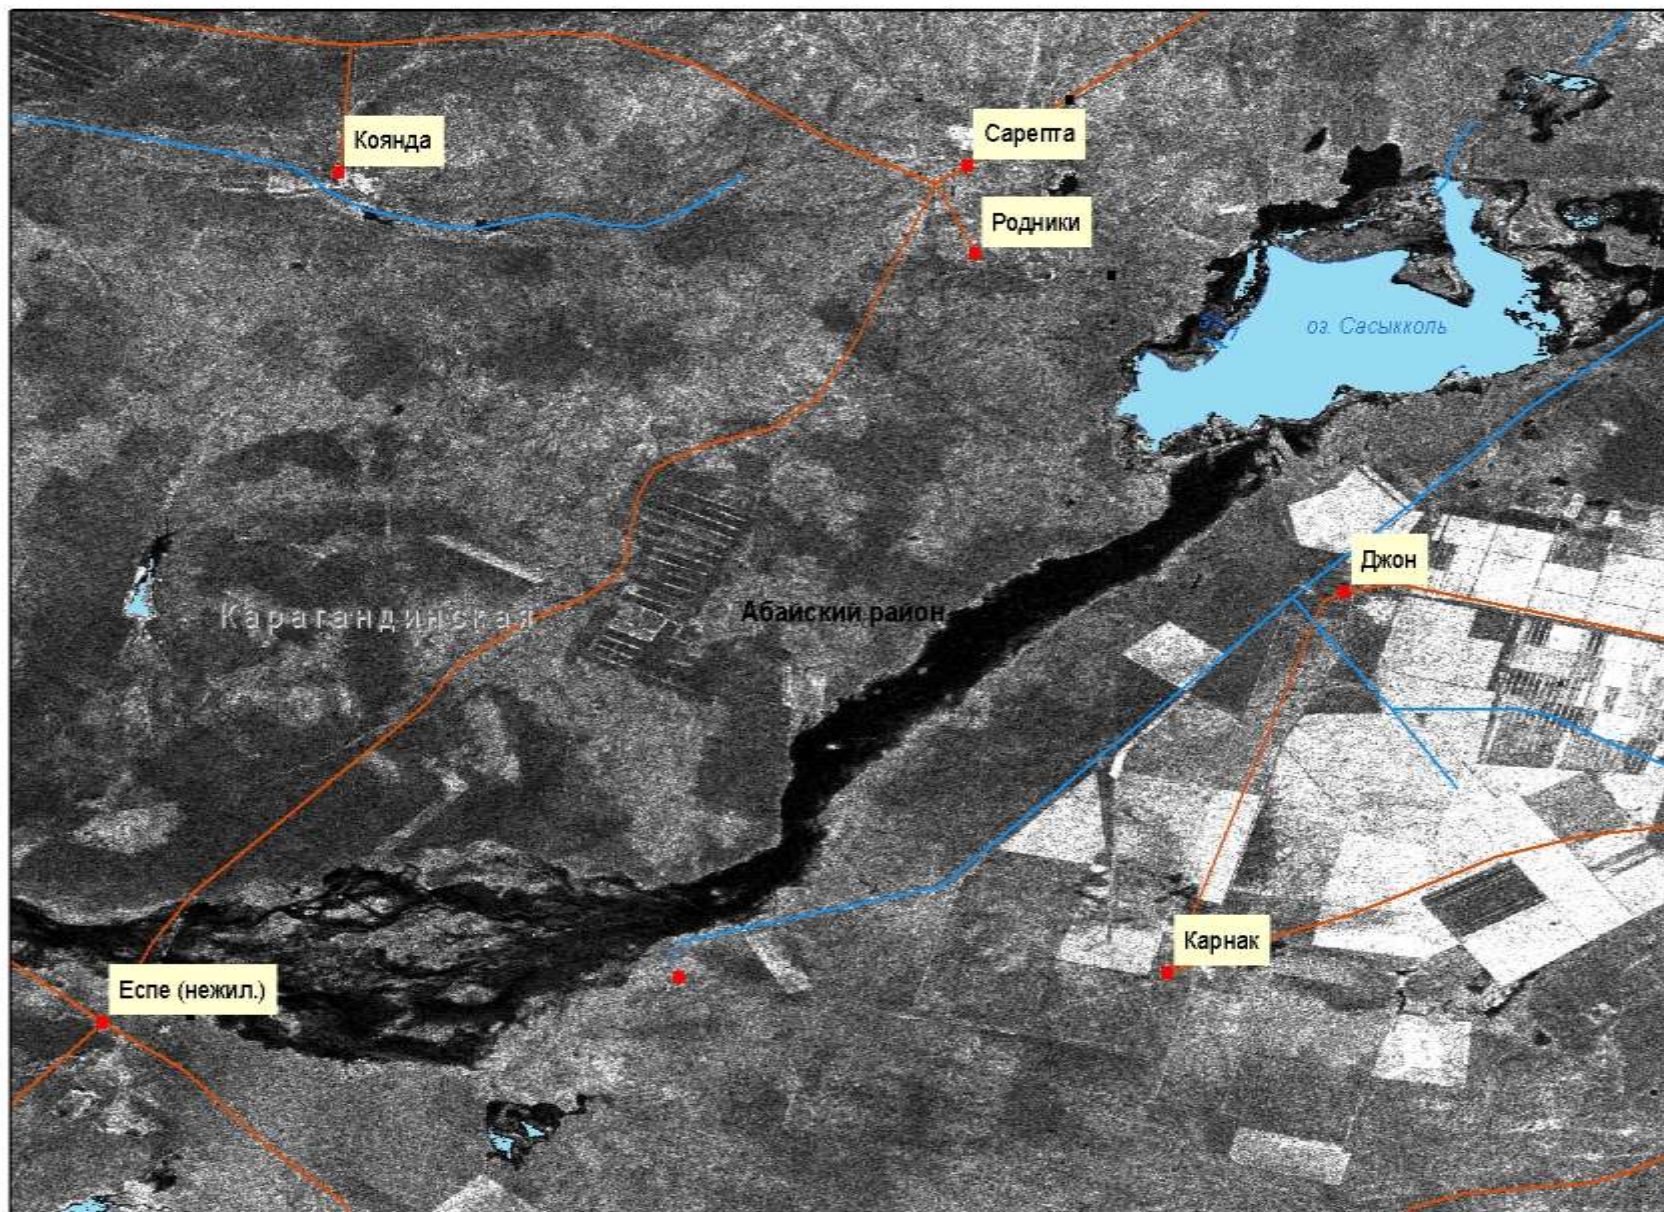 Коянда
Сарепта
Родники
оз. Сасыкколь
Джон
Карагандинская
Абайский район
Карнак
Еспе (нежил.)